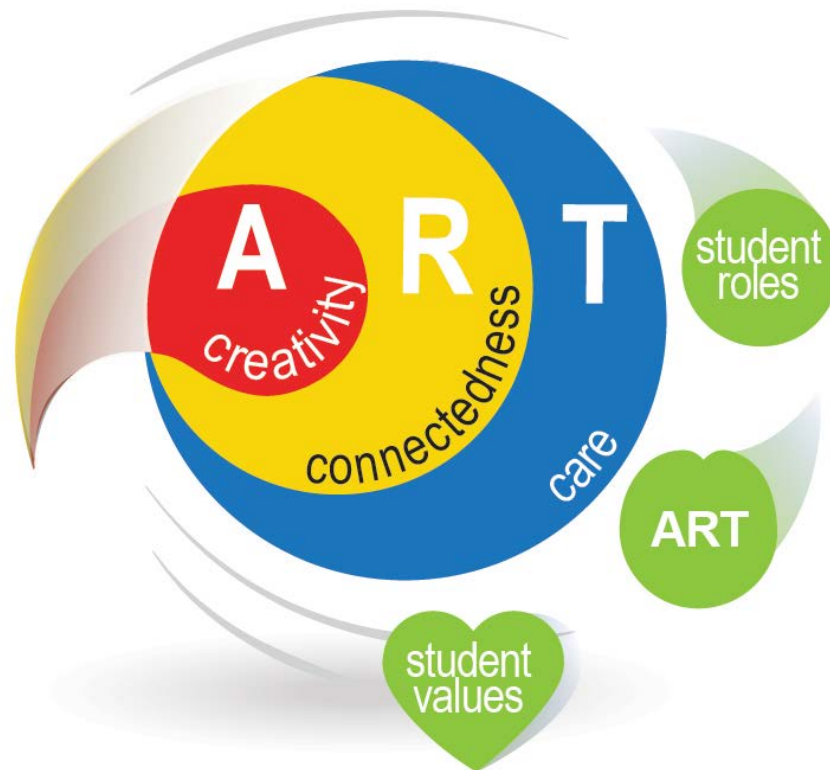 A R T
creativity
connectedness
care
student
roles
ART
student
values